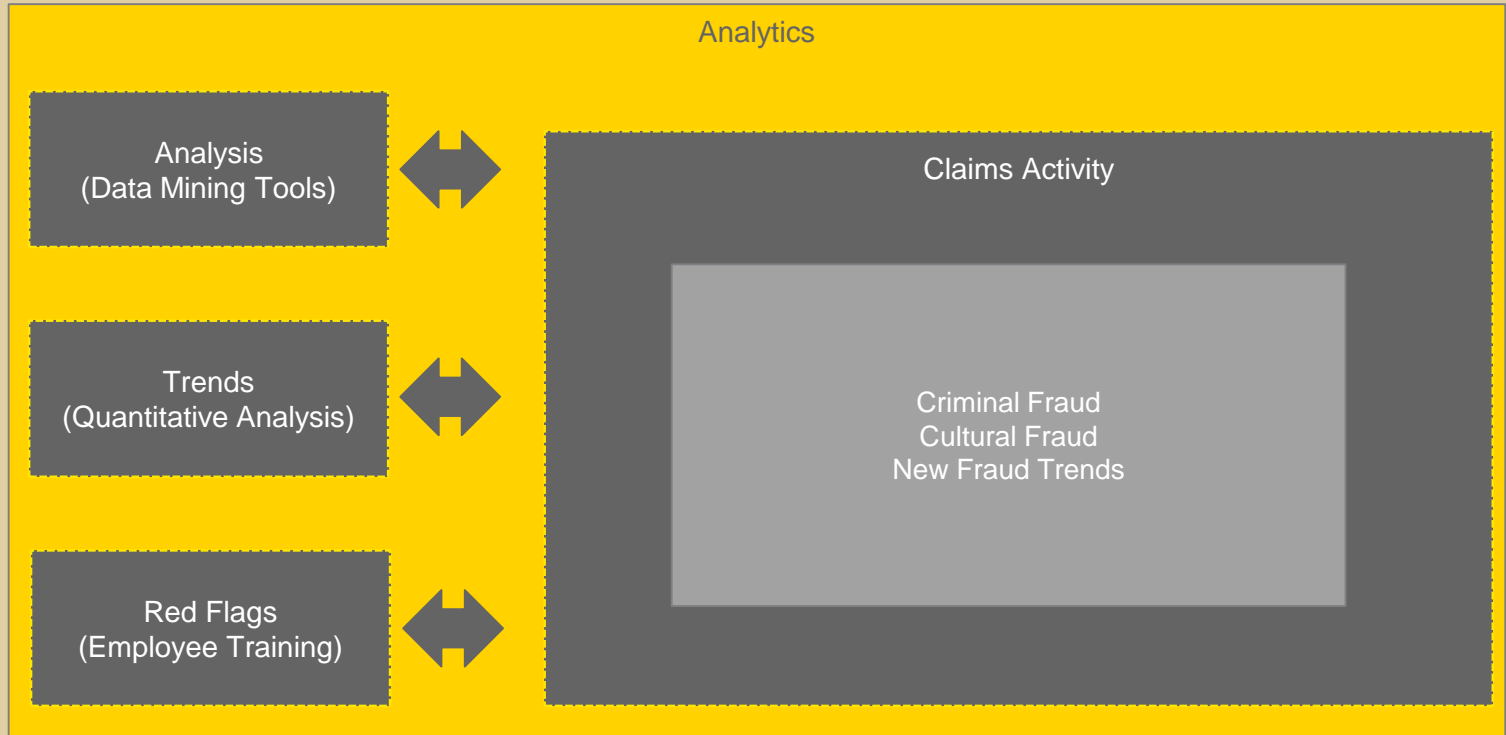 Analytics
Analysis
(Data Mining Tools)
Trends
(Quantitative Analysis)
Red Flags
(Employee Training)
Claims Activity
Criminal Fraud
Cultural Fraud
New Fraud Trends